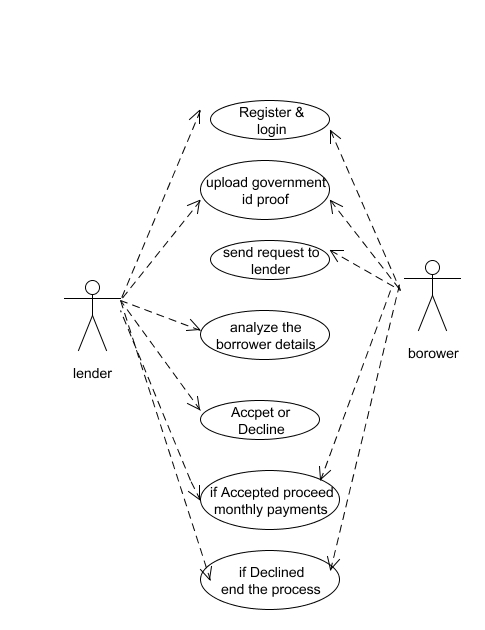 Register &
login
upload government
id proof
send request to
lender
analyze the
borrower details
lender
borower
Accpet or
Decline
if Accepted proceed
monthly payments
if Declined
end the process